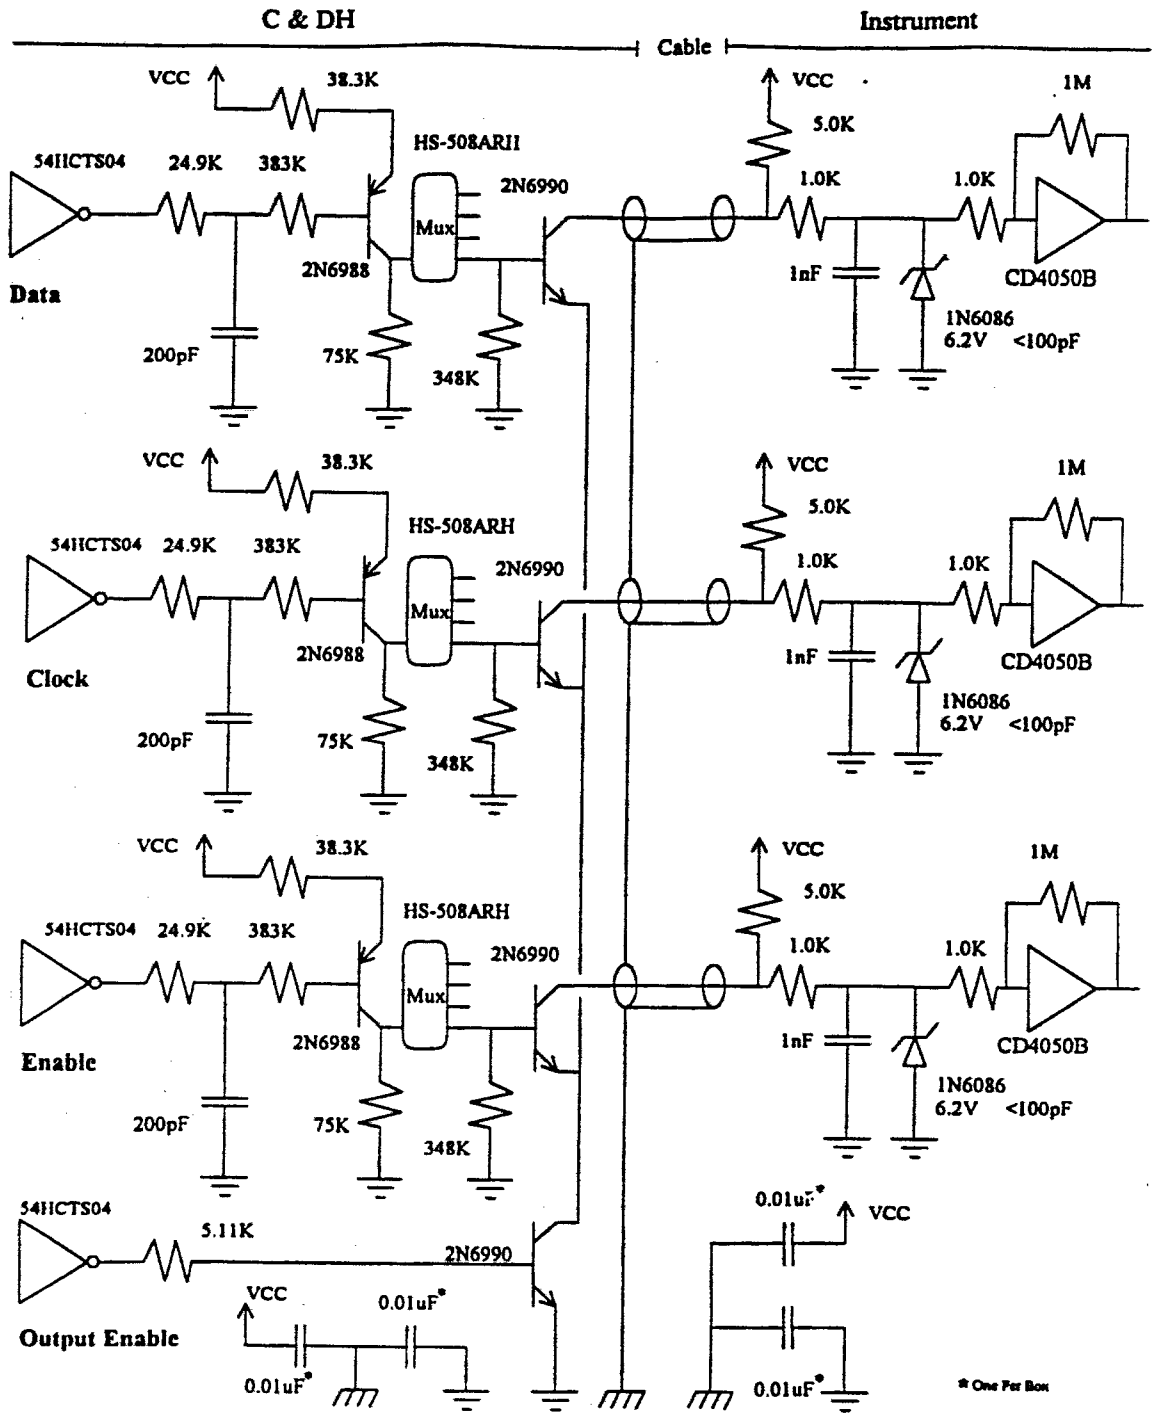 C & DH
Instrument
Cable
VCC
38.3K
VCC
5.0K
1M
54HCTS04
24.9K
383K
HS-508ARH
2N6990
1.0K
1.0K
Mux
2N6988
1nF
CD4050B
Data
200pF
75K
348K
1N6086
6.2V <100pF
VCC
38.3K
VCC
5.0K
1M
54HCTS04
24.9K
383K
HS-508ARH
2N6990
1.0K
1.0K
Mux
2N6988
1nF
CD4050B
Clock
200pF
75K
348K
1N6086
6.2V <100pF
VCC
38.3K
VCC
5.0K
1M
54HCTS04
24.9K
383K
HS-508ARH
2N6990
1.0K
1.0K
Mux
2N6988
1nF
CD4050B
Enable
200pF
75K
348K
1N6086
6.2V <100pF
54HCTS04
5.11K
2N6990
0.01uF*
VCC
Output Enable
VCC
0.01uF*
0.01uF*
0.01uF*
* One Per Box